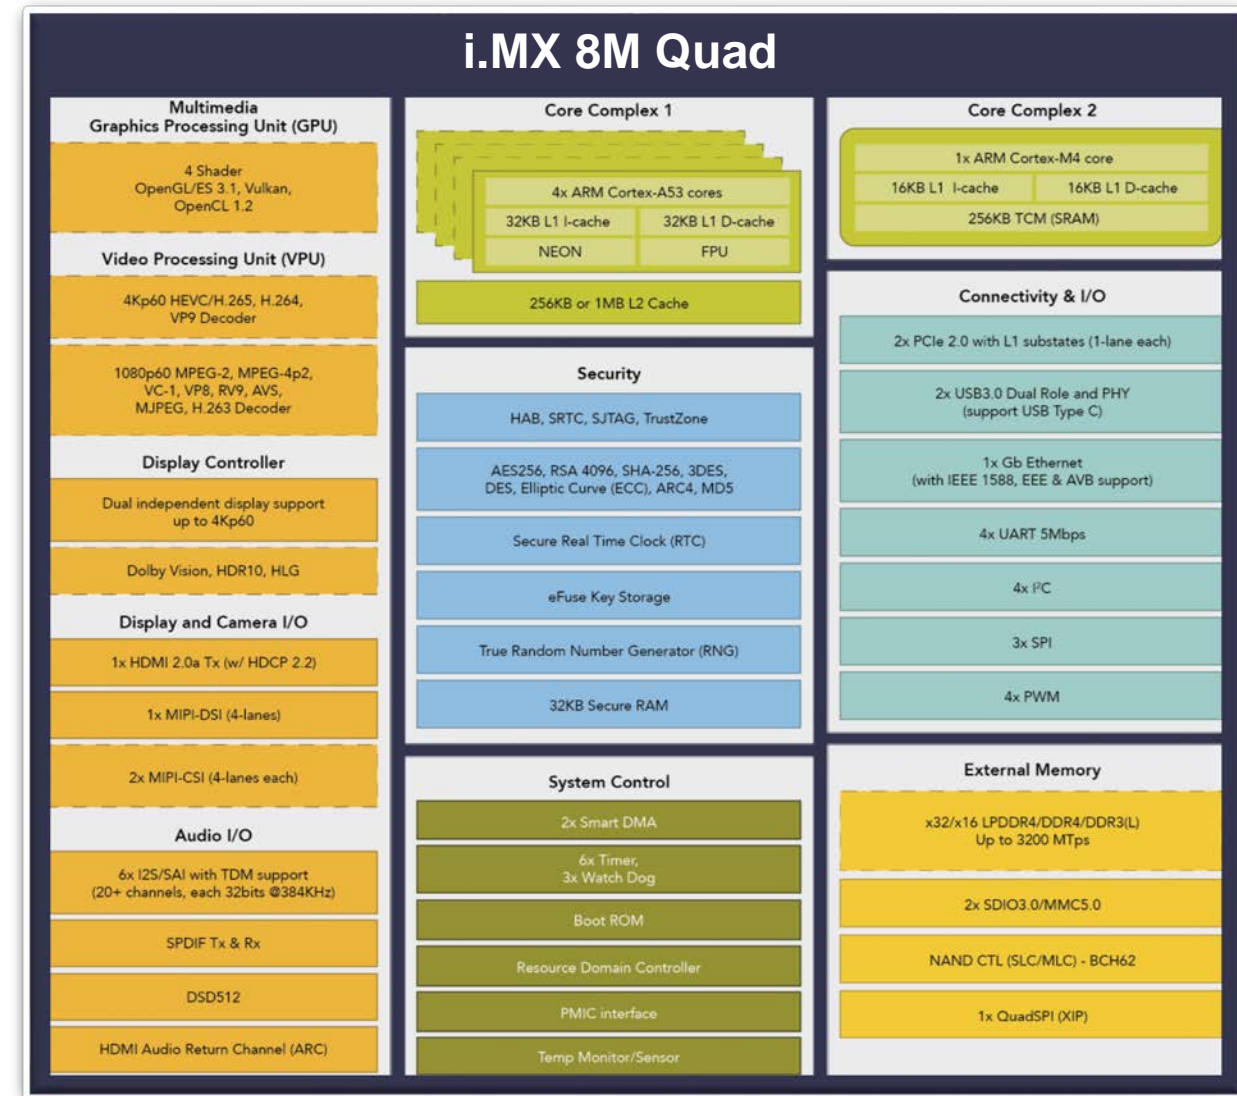 i.MX 8M Quad
Multimedia
Graphics Processing Unit (GPU)
4 Shader
OpenGL/ES 3.1, Vulkan,
OpenCL 1.2
Video Processing Unit (VPU)
4Kp60 HEVC/H.265, H.264,
VP9 Decoder
1080p60 MPEG-2, MPEG-4p2,
VC-1, VP8, RV9, AVS,
MJPEG, H.263 Decoder
Display Controller
Dual independent display support
up to 4Kp60
Dolby Vision, HDR10, HLG
Display and Camera I/O
1x HDMI 2.0a Tx (w/ HDCP 2.2)
1x MIPI-DSI (4-lanes)
2x MIPI-CSI (4-lanes each)
Audio I/O
6x I2S/SAI with TDM support
(20+ channels, each 32bits @384KHz)
SPDIF Tx & Rx
DSD512
HDMI Audio Return Channel (ARC)
Core Complex 1
4x ARM Cortex-A53 cores
32KB L1 I-cache
32KB L1 D-cache
NEON
FPU
256KB or 1MB L2 Cache
Security
HAB, SRTC, SJTAG, TrustZone
AES256, RSA 4096, SHA-256, 3DES,
DES, Elliptic Curve (ECC), ARC4, MD5
Secure Real Time Clock (RTC)
eFuse Key Storage
True Random Number Generator (RNG)
32KB Secure RAM
System Control
2x Smart DMA
6x Timer,
3x Watch Dog
Boot ROM
Resource Domain Controller
PMIC interface
Temp Monitor/Sensor
Core Complex 2
1x ARM Cortex-M4 core
16KB L1 I-cache
16KB L1 D-cache
256KB TCM (SRAM)
Connectivity & I/O
2x PCIe 2.0 with L1 substates (1-lane each)
2x USB3.0 Dual Role and PHY
(support USB Type C)
1x Gb Ethernet
(with IEEE 1588, EEE & AVB support)
4x UART 5Mbps
4x I²C
3x SPI
4x PWM
External Memory
x32/x16 LPDDR4/DDR4/DDR3(L)
Up to 3200 MTps
2x SDIO3.0/MMC5.0
NAND CTL (SLC/MLC) - BCH62
1x QuadSPI (XIP)